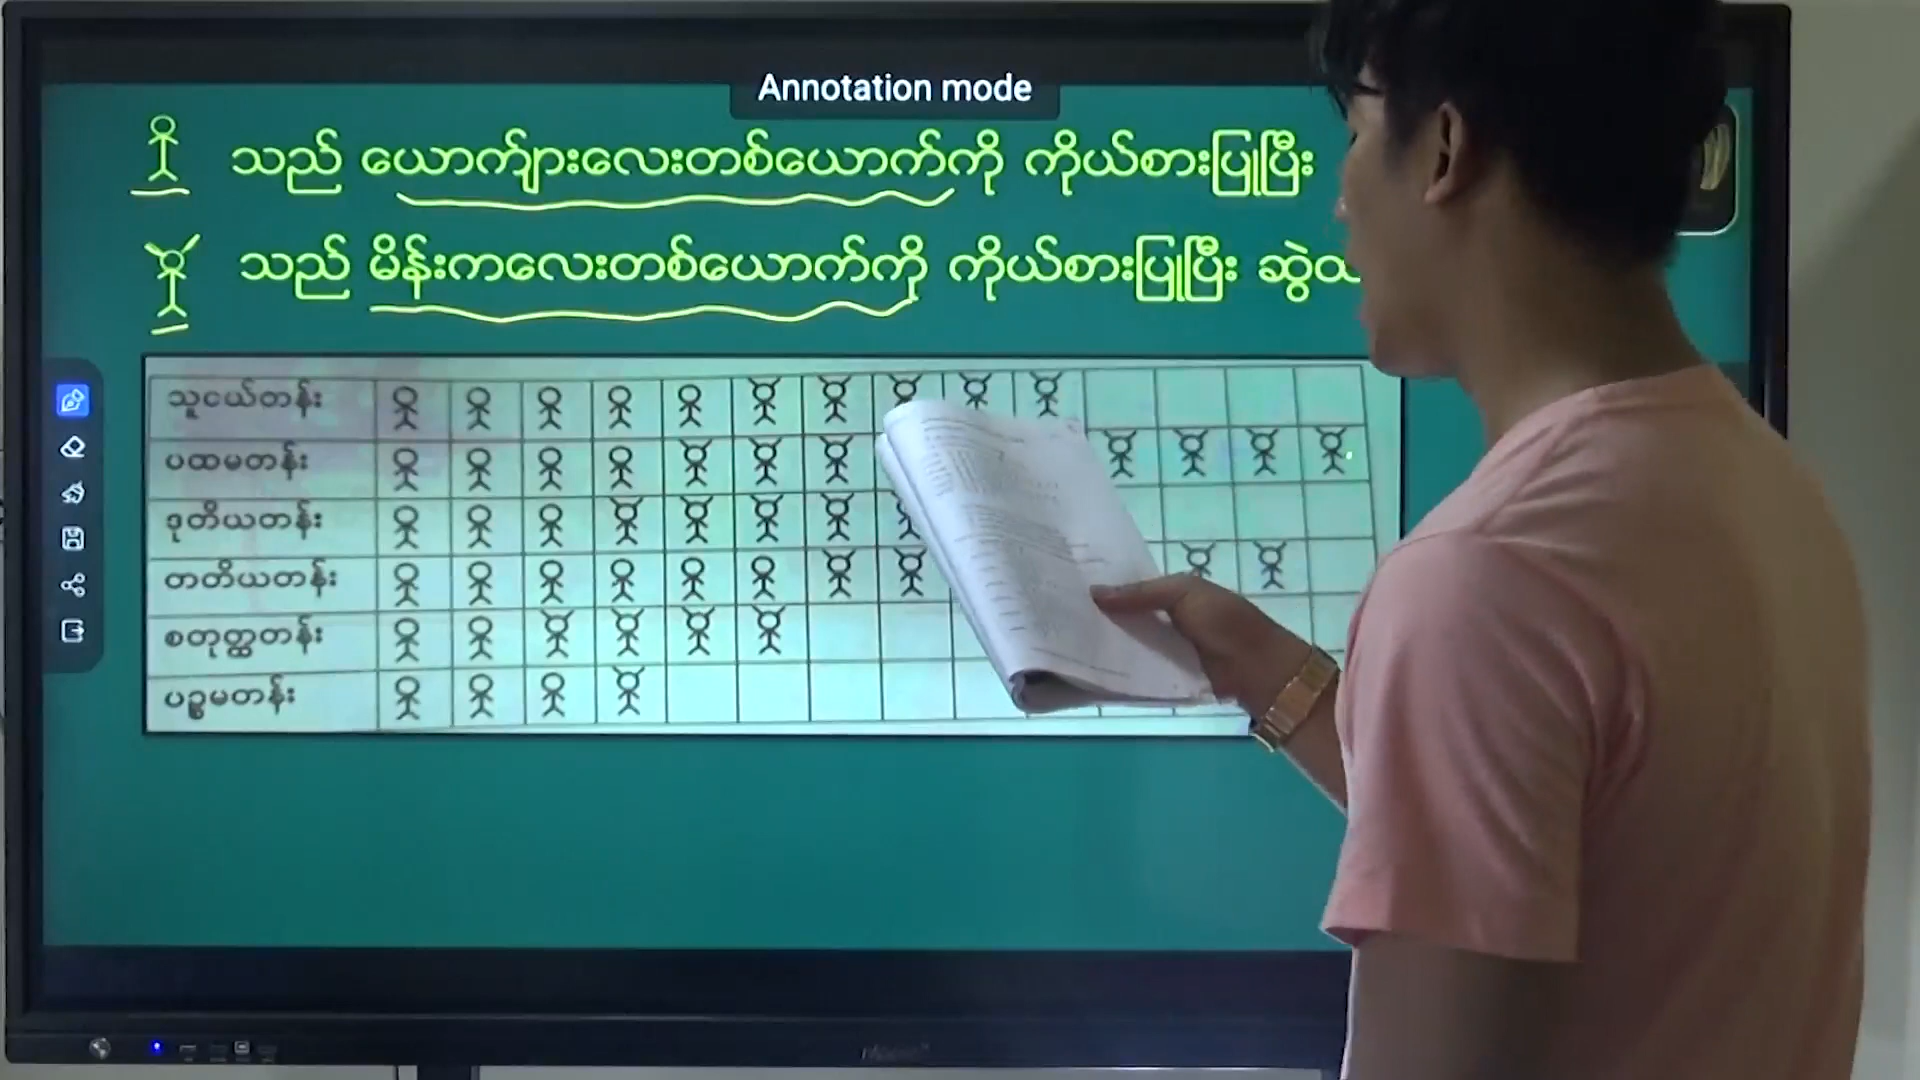 Annotation mode
သည် ယောကျ်ားလေးတစ်ယောက်ကို ကိုယ်စားပြုပြီး
သည် မိန်းကလေးတစ်ယောက်ကို ကိုယ်စားပြုပြီး
သူငယ်တန်း
ပထမတန်း
ဒုတိယတန်း
တတိယတန်း
စတုတ္ထတန်း
ပဉ္စမတန်း